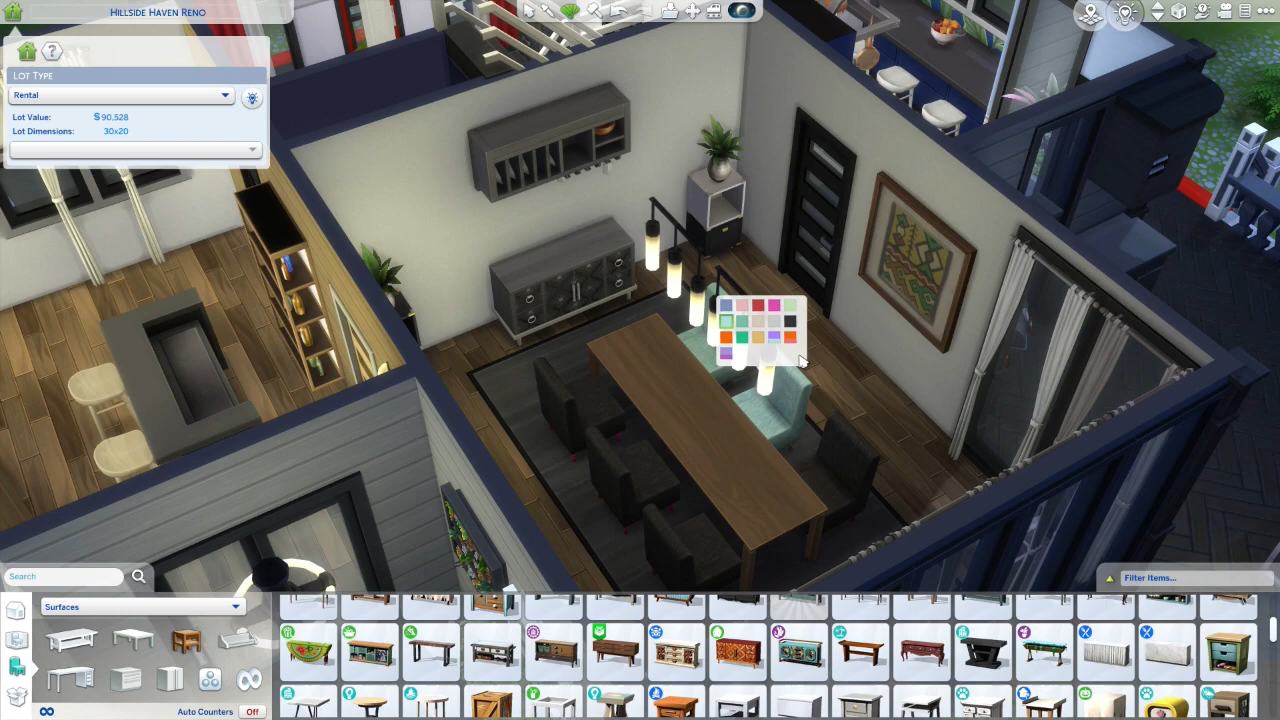 Hillside Haven Reno
?
Lot Type
Rental
Lot Value: §90,528
Lot Dimensions: 30x20
Search
Filter Items...
Surfaces
Auto Counters Off